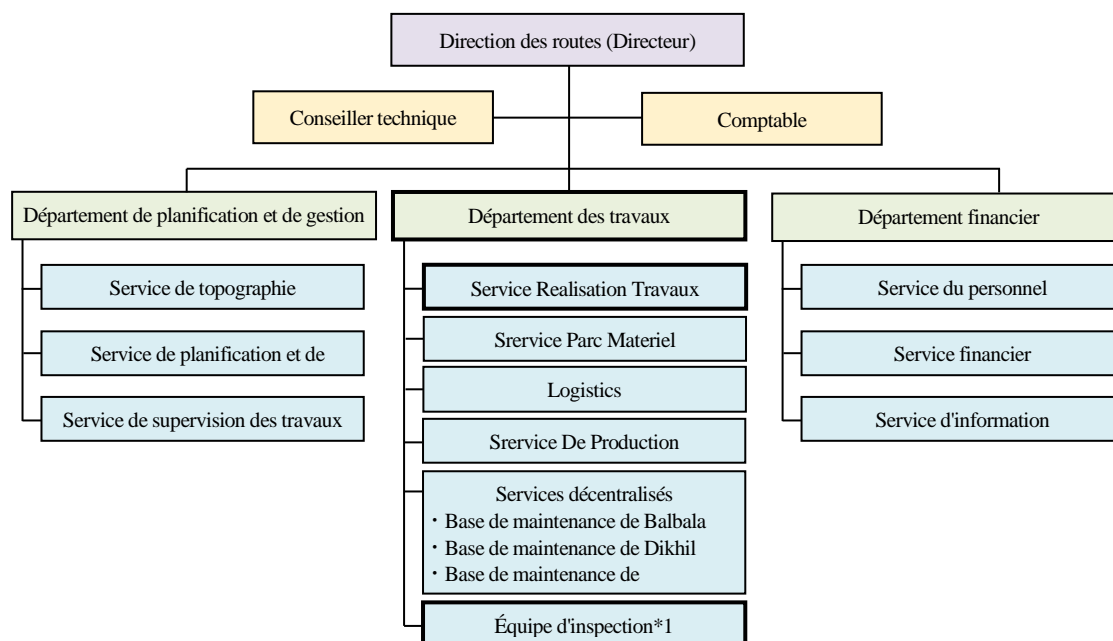 Direction des routes (Directeur)
Conseiller technique
Comptable
Département de planification et de gestion
Département des travaux
Département financier
Service de topographie
Service de planification et de
Service de supervision des travaux
Service Realisation Travaux
Srervice Parc Materiel
Logistics
Srervice De Production
Services décentralisés
・Base de maintenance de Balbala
・Base de maintenance de Dikhil
・Base de maintenance de
Équipe d'inspection*1
Service du personnel
Service financier
Service d'information